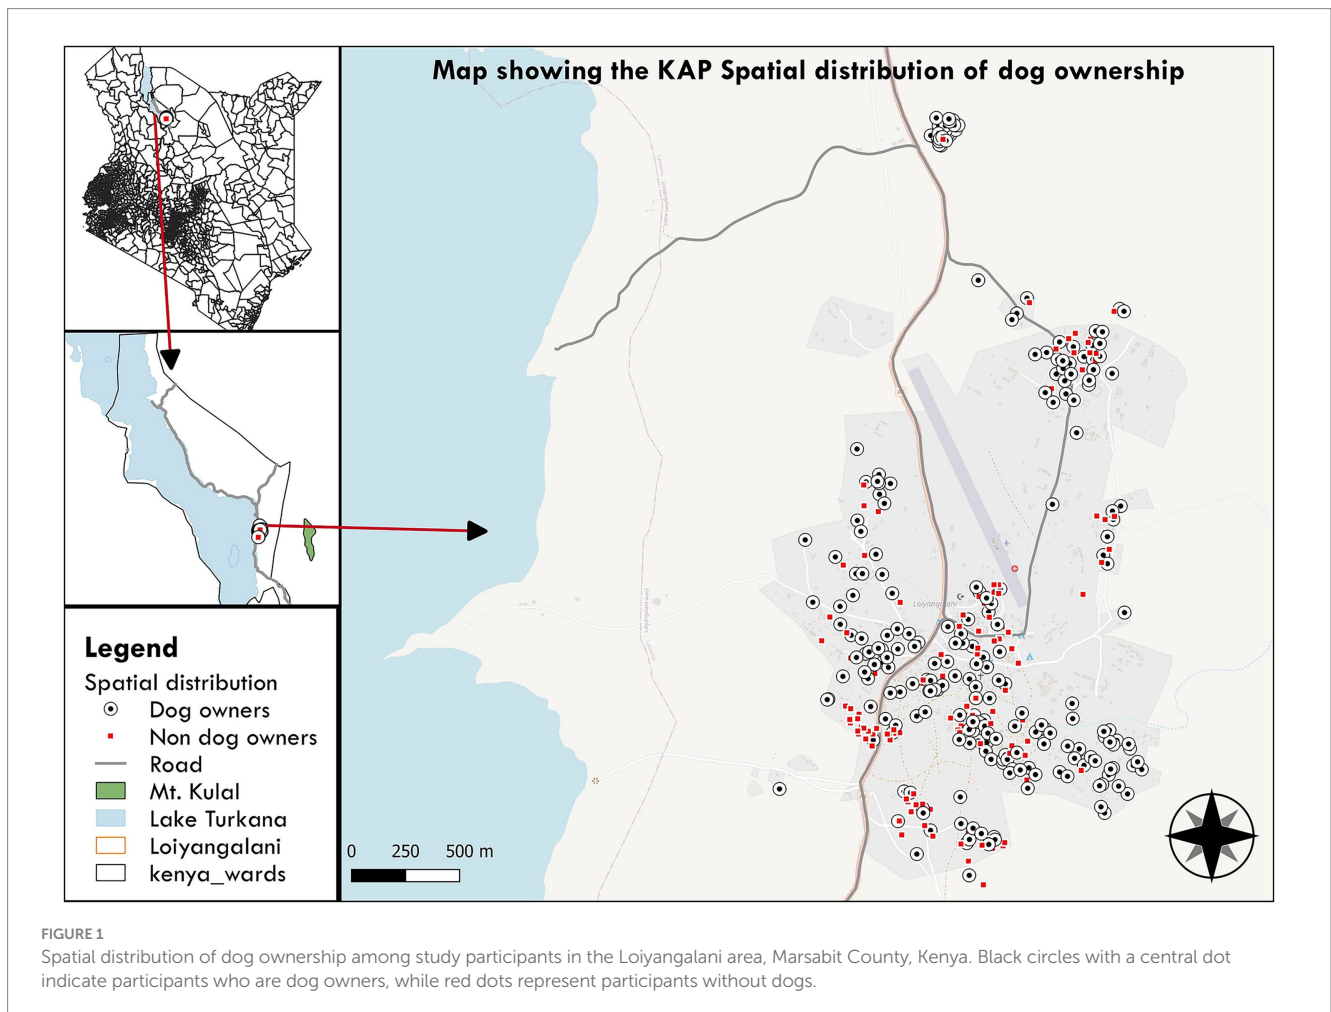 Map showing the KAP Spatial distribution of dog ownership
Loiyangalani
Legend
Spatial distribution
Dog owners
Non dog owners
Road
Mt. Kulal
Lake Turkana
Loiyangalani
kenya_wards
0 250 500 m
FIGURE 1
Spatial distribution of dog ownership among study participants in the Loiyangalani area, Marsabit County, Kenya. Black circles with a central dot
indicate participants who are dog owners, while red dots represent participants without dogs.